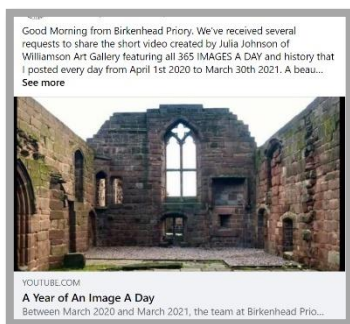 Good Morning from Birkenhead Priory. We've received several
requests to share the short video created by Julia Johnson of
Williamson Art Gallery featuring all 365 IMAGES A DAY and history that
I posted every day from April 1st 2020 to March 30th 2021. A beau...
See more
YOUTUBE.COM
A Year of An Image A Day
Between March 2020 and March 2021, the team at Birkenhead Prio...